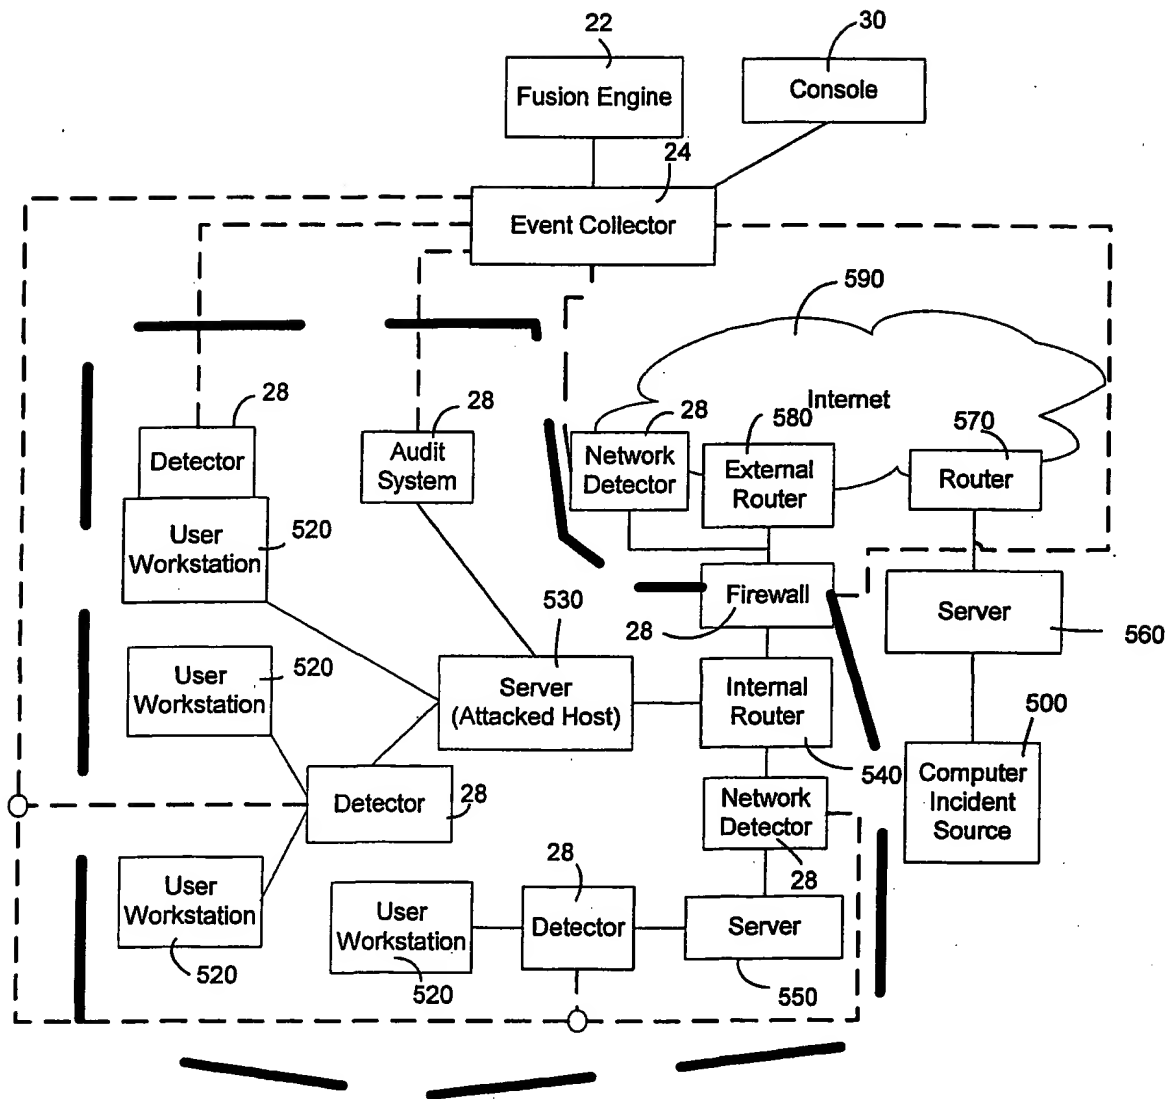 22
30
Fusion Engine
Console
24
Event Collector
590
Internet
28
28
28
580
570
Detector
Audit
System
Network
Detector
External
Router
Router
User
Workstation
520
530
Firewall
28
Server
560
User
Workstation
520
Server
(Attacked Host)
Internal
Router
540
500
Computer
Incident
Source
Detector
28
Network
Detector
28
28
User
Workstation
520
User
Workstation
520
Detector
Server
550